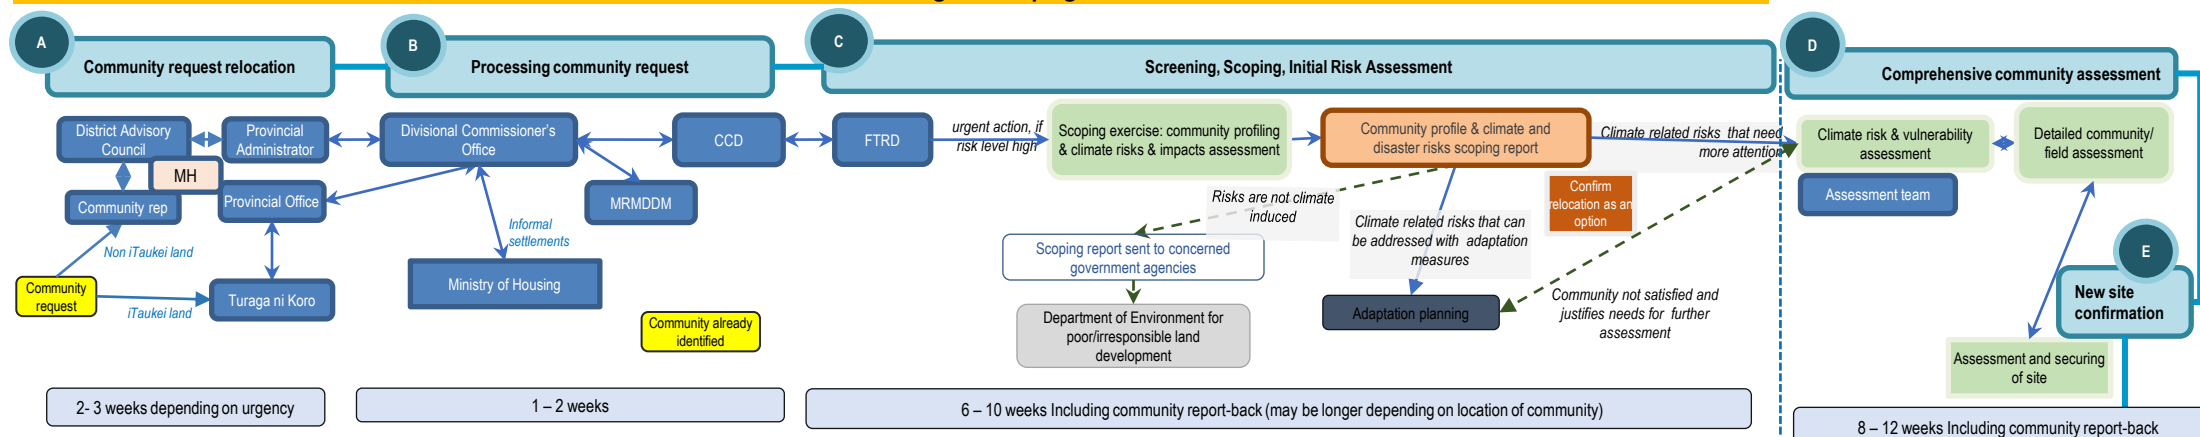 A
Community request relocation
B
Processing community request
C
Screening, Scoping, Initial Risk Assessment
D
Comprehensive community assessment
District Advisory
Council
Provincial
Administrator
MH
Community rep
Provincial Office
Non iTaukei land
Community
request
iTaukei land
Turaga ni Koro
2- 3 weeks depending on urgency
Divisional Commissioner's
Office
CCD
MRMDDM
Informal
settlements
Ministry of Housing
Community already
identified
1 – 2 weeks
FTRD
urgent action, if
risk level high
Scoping exercise: community profiling
& climate risks & impacts assessment
Community profile & climate and
disaster risks scoping report
Climate related risks that need
more attention
Risks are not climate
induced
Confirm
relocation as an
option
Climate related risks that can
be addressed with adaptation
measures
Scoping report sent to concerned
government agencies
Department of Environment for
poor/irresponsible land
development
Adaptation planning
Community not satisfied and
justifies needs for further
assessment
6 – 10 weeks Including community report-back (may be longer depending on location of community)
Climate risk & vulnerability
assessment
Detailed community/
field assessment
Assessment team
E
New site
confirmation
Assessment and securing
of site
8 – 12 weeks Including community report-back